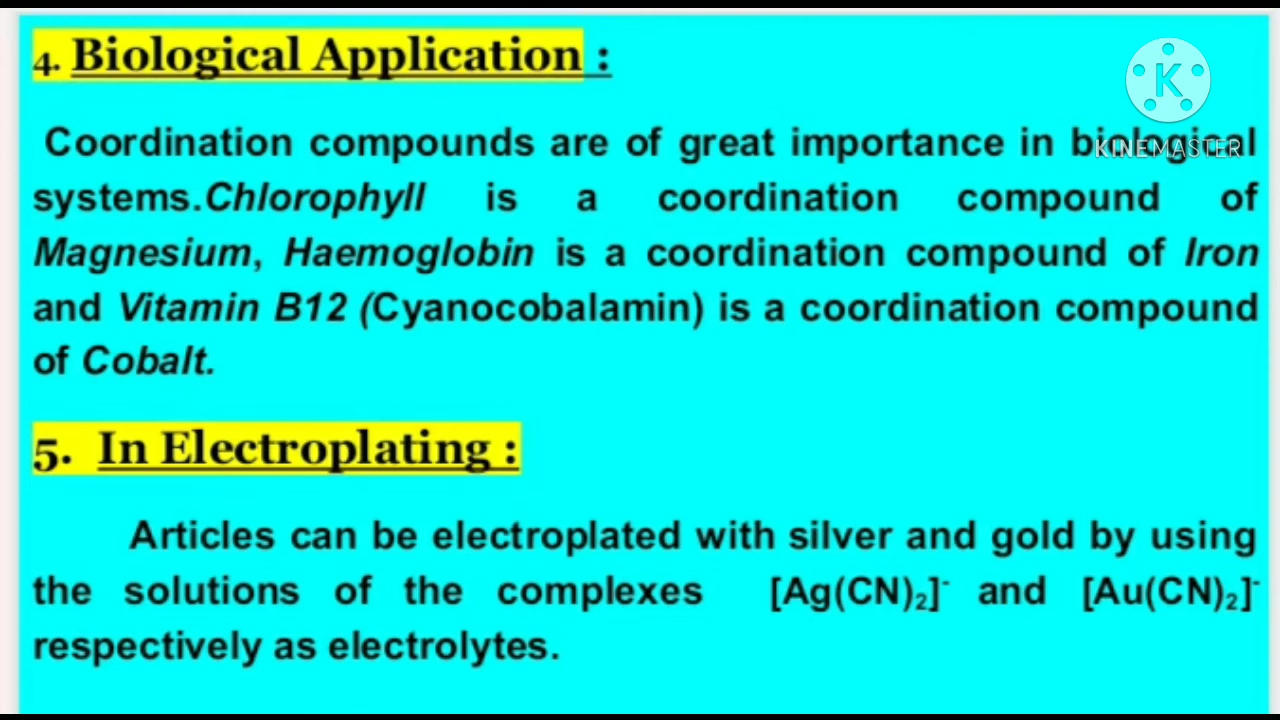 4. Biological Application :
K
KINEMASTER
Coordination compounds are of great importance in biological
systems.Chlorophyll is a coordination compound of
Magnesium, Haemoglobin is a coordination compound of Iron
and Vitamin B12 (Cyanocobalamin) is a coordination compound
of Cobalt.
5. In Electroplating :
Articles can be electroplated with silver and gold by using
the solutions of the complexes [Ag(CN)₂]⁻ and [Au(CN)₂]⁻
respectively as electrolytes.